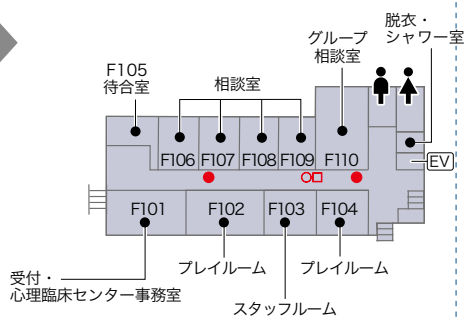 脱衣・
シャワー室
グループ
相談室
F105
待合室
相談室
F106
F107
F108
F109
F110
EV
F101
F102
F103
F104
受付・
心理臨床センター事務室
プレイルーム
プレイルーム
スタッフルーム